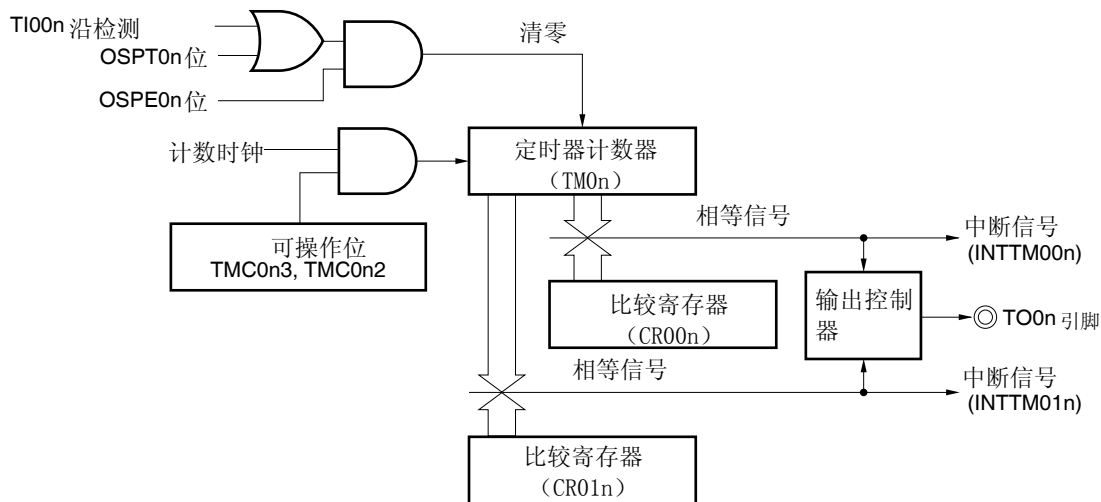 TI00n 沿检测
OSPT0n 位
OSPE0n 位
清零
计数时钟
定时器计数器
（TM0n）
可操作位
TMC0n3, TMC0n2
相等信号
中断信号
(INTTM00n)
比较寄存器
（CR00n）
输出控制
器
TO0n 引脚
相等信号
中断信号
(INTTM01n)
比较寄存器
（CR01n）